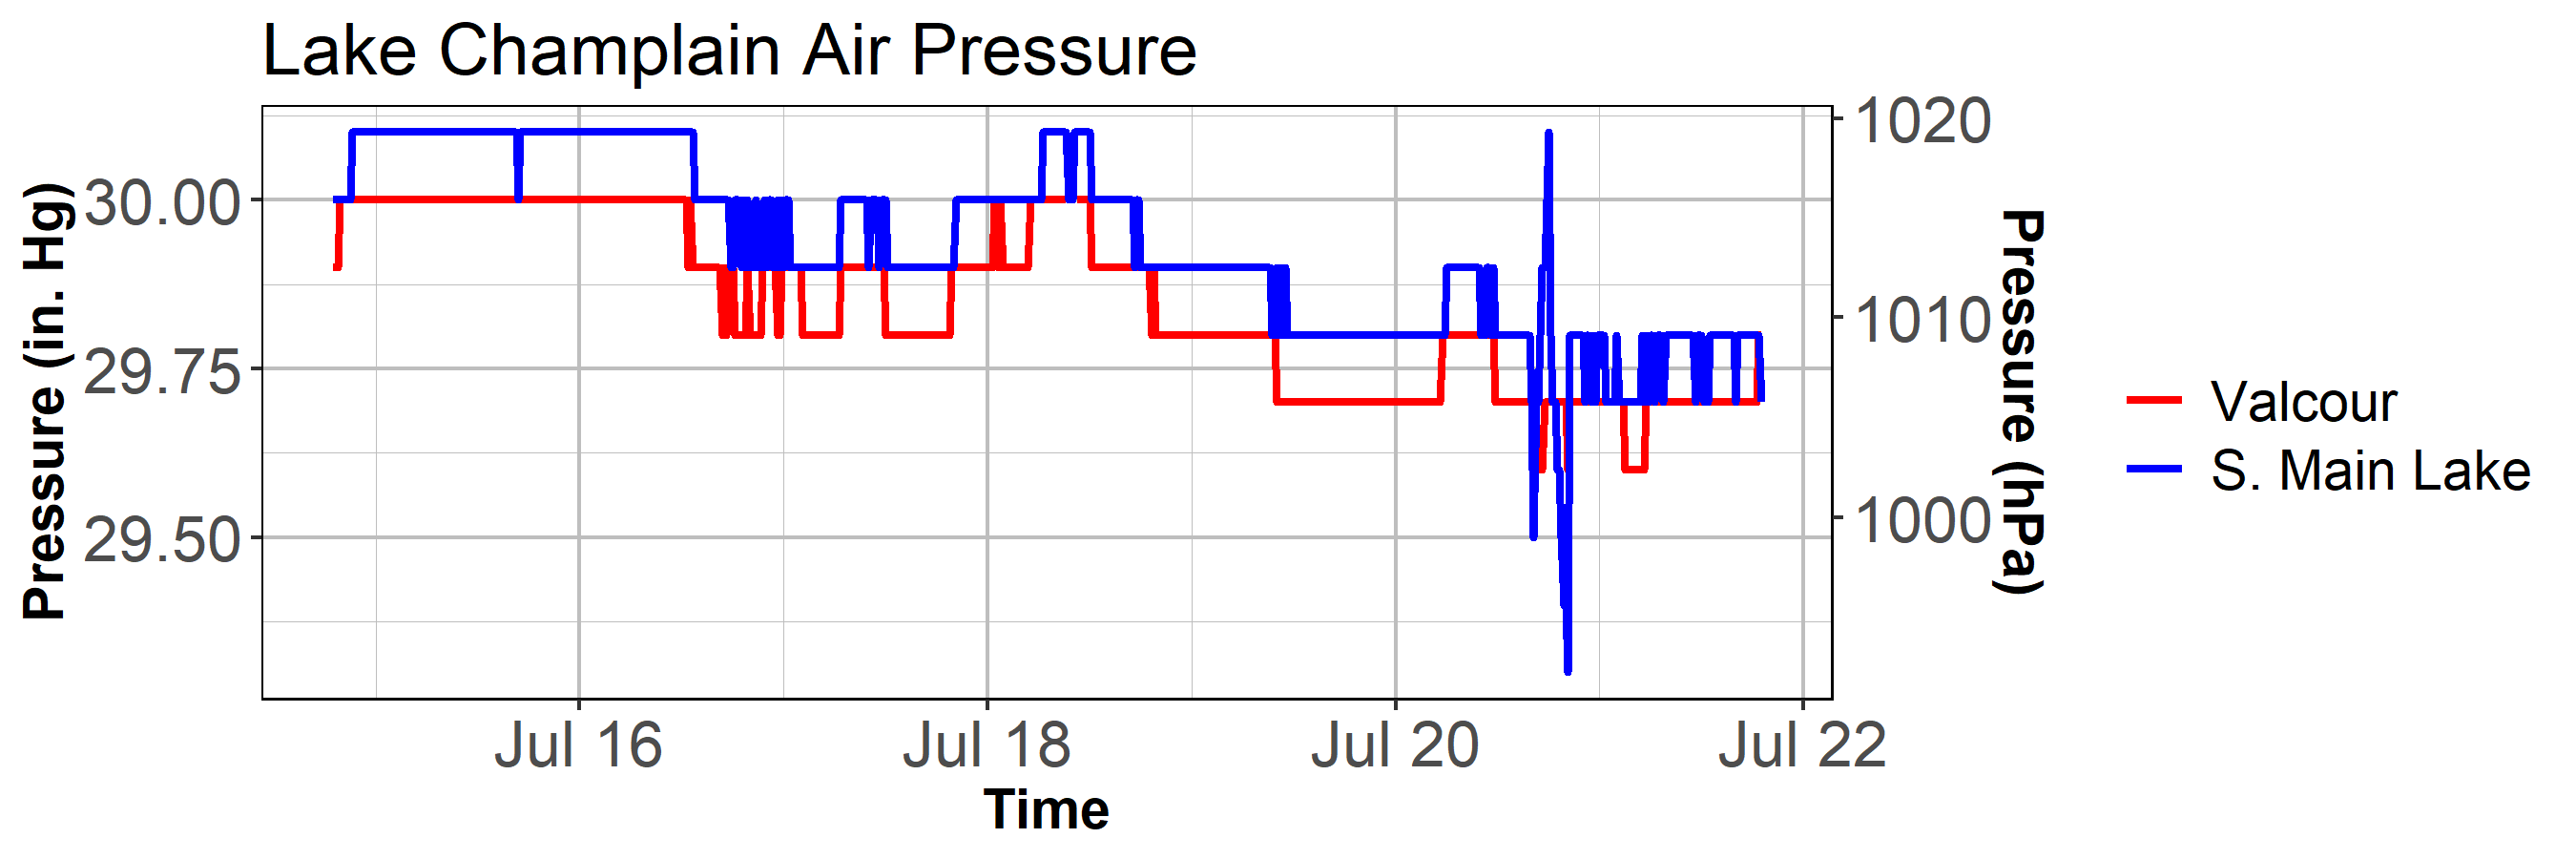 Lake Champlain Air Pressure
Pressure (in. Hg)
30.00
29.75
29.50
1020
1010
1000
Pressure (hPa)
Jul 16
Jul 18
Jul 20
Jul 22
Time
Valcour
S. Main Lake